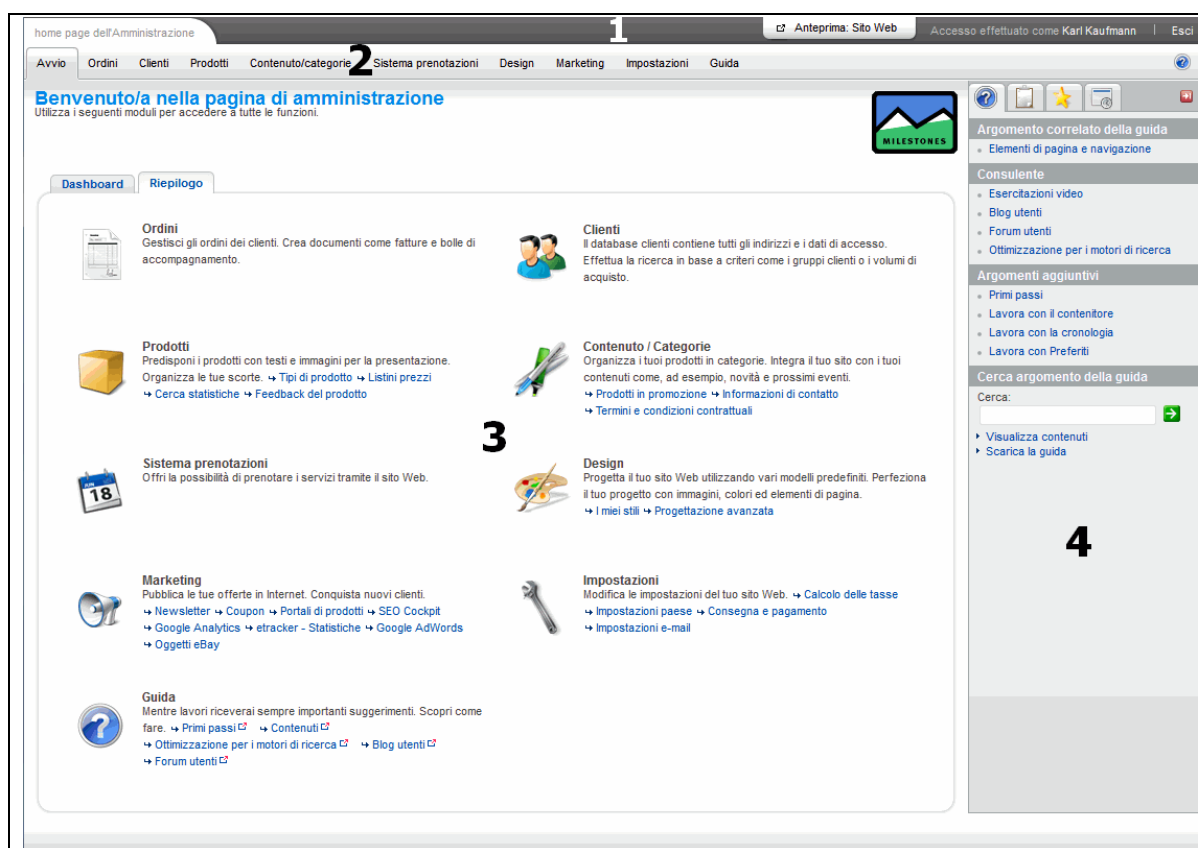 home page dell'Amministrazione
1
Anteprima: Sito Web
Accesso effettuato come Karl Kaufmann | Esci
Avvio Ordini Clienti Prodotti Contenuto/categorie 2 Sistema prenotazioni Design Marketing Impostazioni Guida
Benvenuto/a nella pagina di amministrazione
Utilizza i seguenti moduli per accedere a tutte le funzioni.
MILESTONES
Dashboard Riepilogo
Ordini
Gestisci gli ordini dei clienti. Crea documenti come fatture e bolle di
accompagnamento.
Clienti
Il database clienti contiene tutti gli indirizzi e i dati di accesso.
Effettua la ricerca in base a criteri come i gruppi clienti o i volumi di
acquisto.
Prodotti
Predisponi i prodotti con testi e immagini per la presentazione.
Organizza le tue scorte. Tipi di prodotto Listini prezzi
Cerca statistiche Feedback del prodotto
Contenuto / Categorie
Organizza i tuoi prodotti in categorie. Integra il tuo sito con i tuoi
contenuti come, ad esempio, novità e prossimi eventi.
Prodotti in promozione Informazioni di contatto
Termini e condizioni contrattuali
3
JUN
18
Sistema prenotazioni
Offri la possibilità di prenotare i servizi tramite il sito Web.
Design
Progetta il tuo sito Web utilizzando vari modelli predefiniti. Perfeziona
il tuo progetto con immagini, colori ed elementi di pagina.
I miei stili Progettazione avanzata
Marketing
Pubblica le tue offerte in Internet. Conquista nuovi clienti.
Newsletter Coupon Portali di prodotti SEO Cockpit
Google Analytics etracker - Statistiche Google AdWords
Oggetti eBay
Impostazioni
Modifica le impostazioni del tuo sito Web. Calcolo delle tasse
Impostazioni paese Consegna e pagamento
Impostazioni e-mail
Guida
Mentre lavori riceverai sempre importanti suggerimenti. Scopri come
fare. Primi passi Contenuti
Ottimizzazione per i motori di ricerca Blog utenti
Forum utenti
Argomento correlato della guida
Elementi di pagina e navigazione
Consulente
Esercitazioni video
Blog utenti
Forum utenti
Ottimizzazione per i motori di ricerca
Argomenti aggiuntivi
Primi passi
Lavora con il contenitore
Lavora con la cronologia
Lavora con Preferiti
Cerca argomento della guida
Cerca:
Visualizza contenuti
Scarica la guida
4